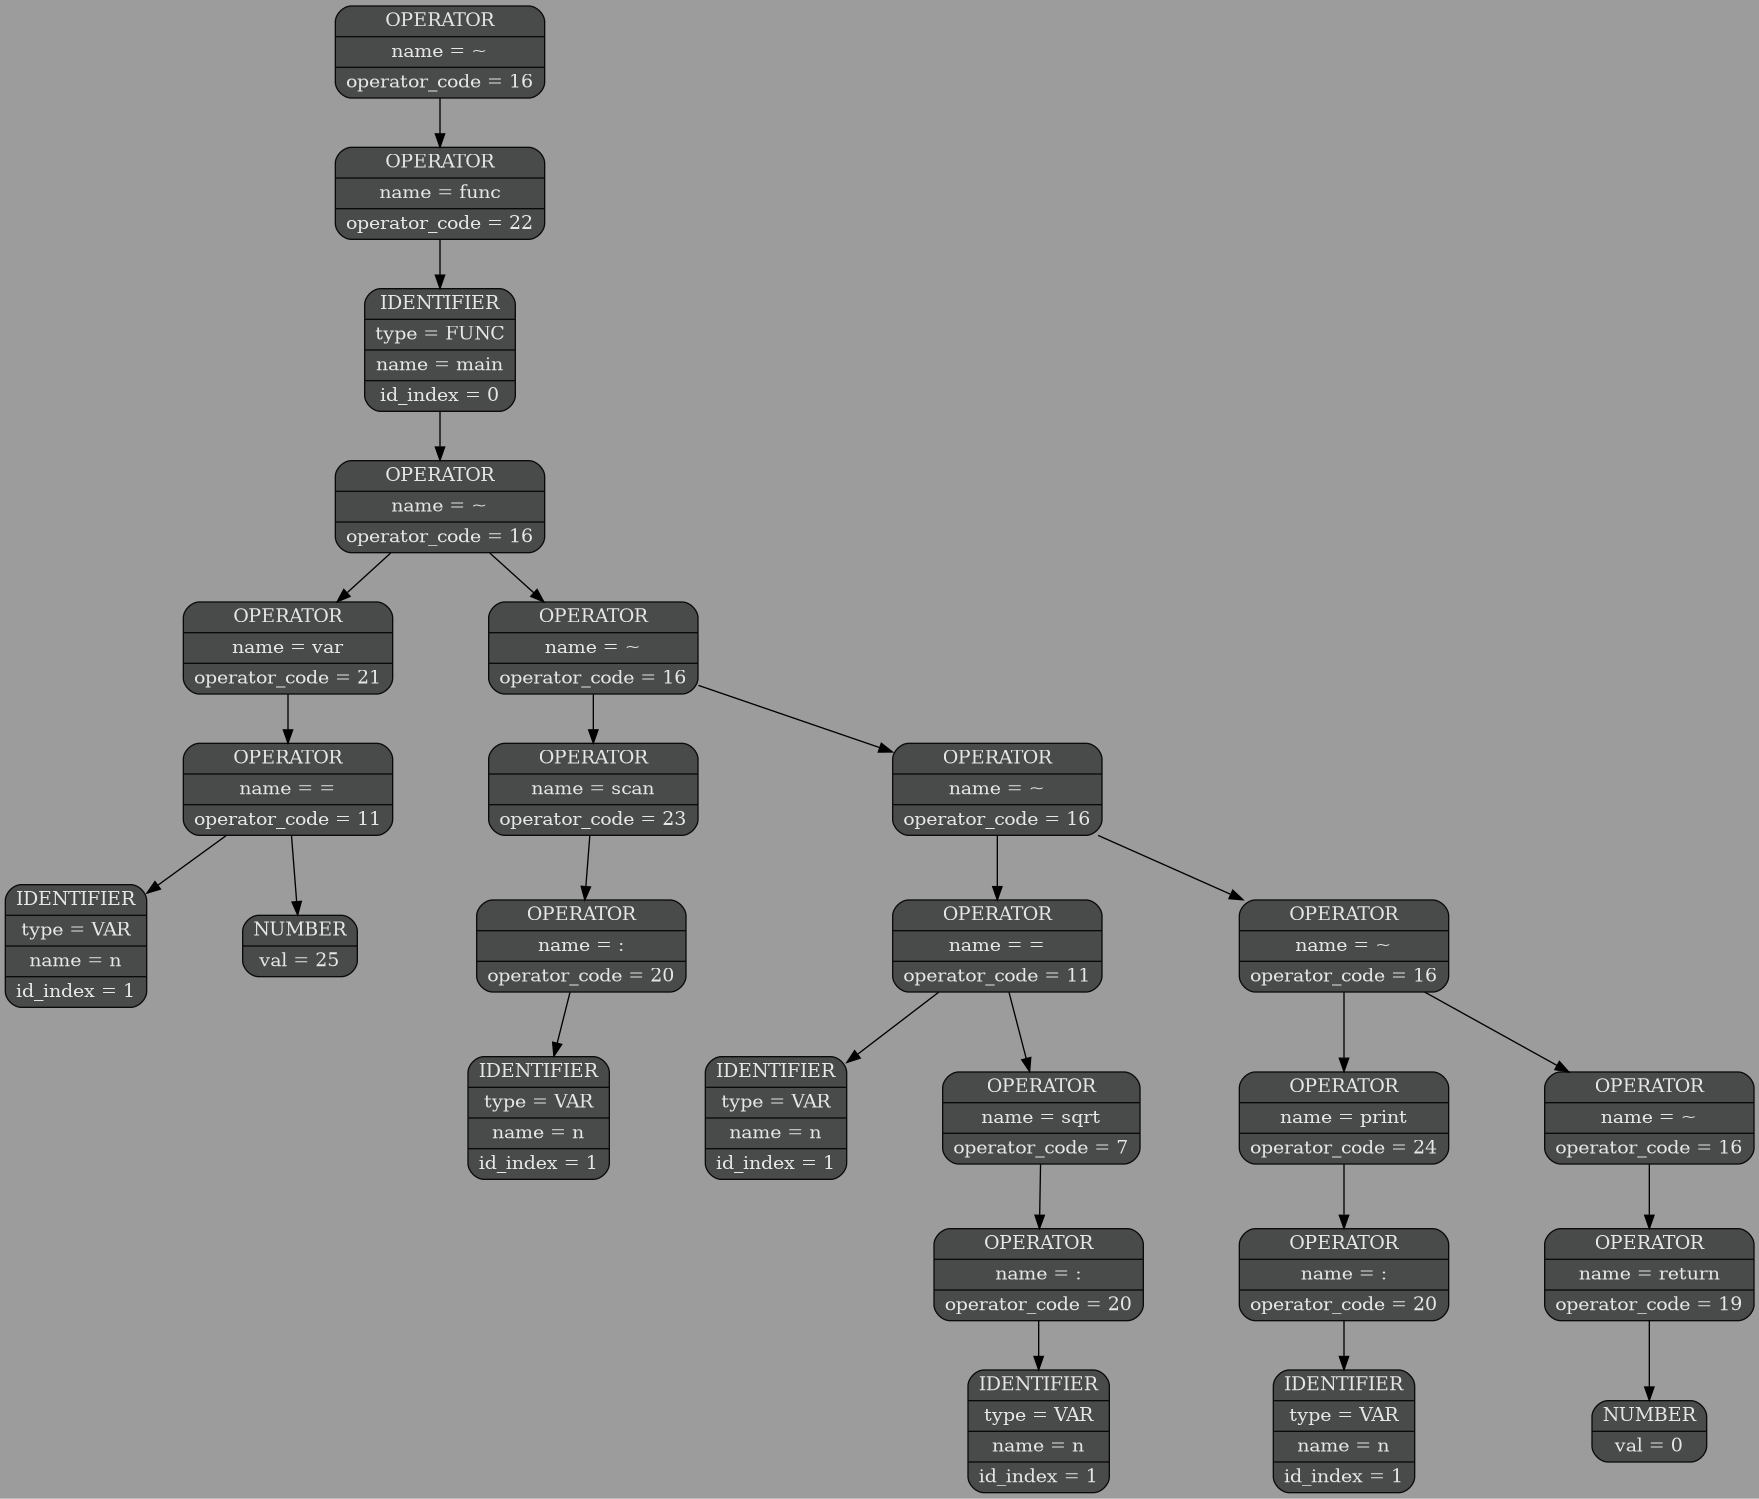 OPERATOR
name = ~
operator_code = 16
OPERATOR
name = func
operator_code = 22
IDENTIFIER
type = FUNC
name = main
id_index = 0
OPERATOR
name = ~
operator_code = 16
OPERATOR
name = var
operator_code = 21
OPERATOR
name = ~
operator_code = 16
OPERATOR
name = =
operator_code = 11
OPERATOR
name = scan
operator_code = 23
OPERATOR
name = ~
operator_code = 16
IDENTIFIER
type = VAR
name = n
id_index = 1
NUMBER
val = 25
OPERATOR
name = :
operator_code = 20
OPERATOR
name = =
operator_code = 11
OPERATOR
name = ~
operator_code = 16
IDENTIFIER
type = VAR
name = n
id_index = 1
IDENTIFIER
type = VAR
name = n
id_index = 1
OPERATOR
name = sqrt
operator_code = 7
OPERATOR
name = print
operator_code = 24
OPERATOR
name = ~
operator_code = 16
OPERATOR
name = :
operator_code = 20
OPERATOR
name = :
operator_code = 20
OPERATOR
name = return
operator_code = 19
IDENTIFIER
type = VAR
name = n
id_index = 1
IDENTIFIER
type = VAR
name = n
id_index = 1
NUMBER
val = 0